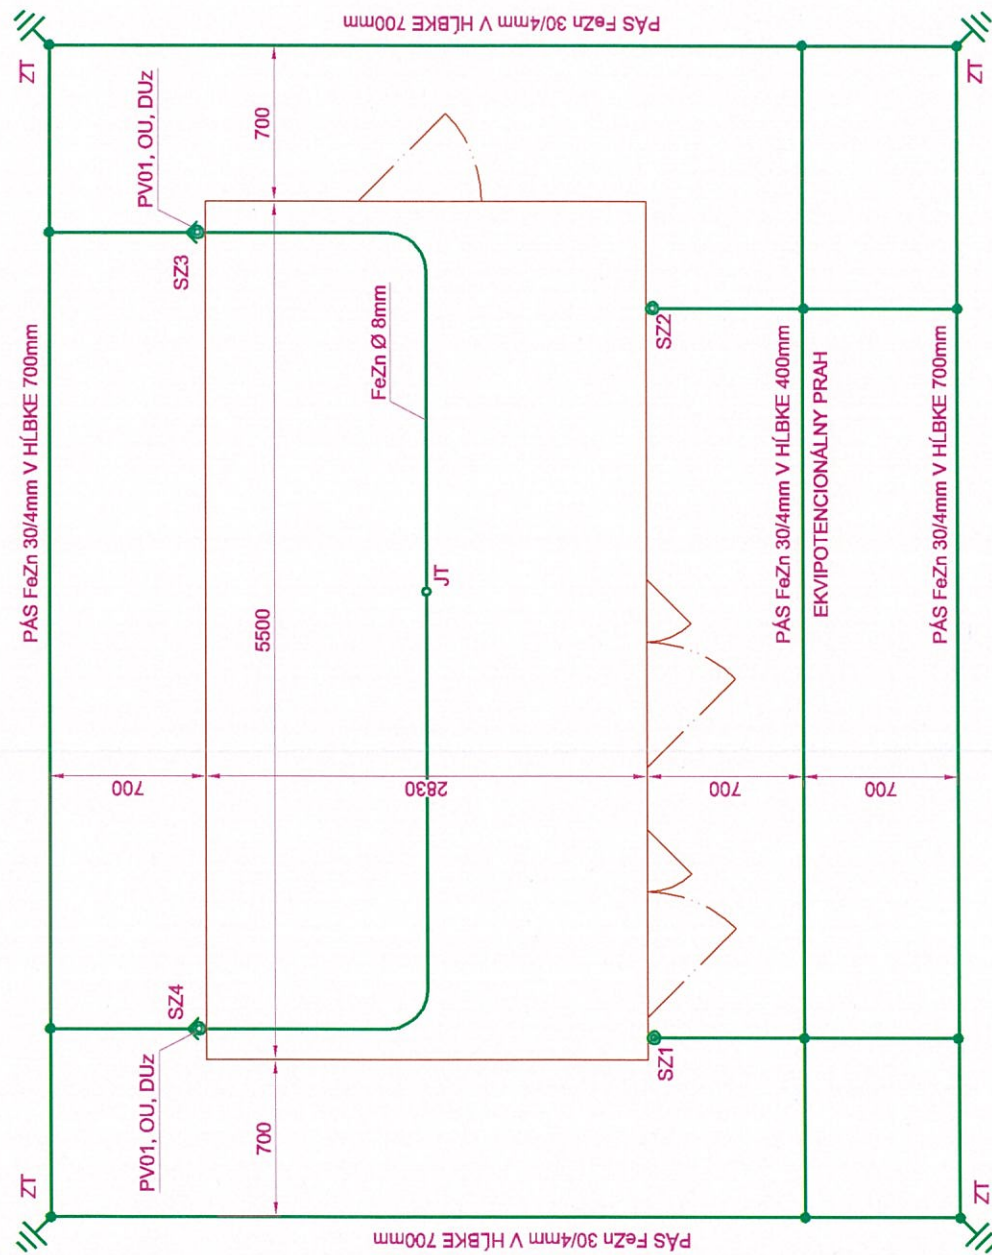 ZT
PÁS FeZn 30/4mm V HĹBKE 700mm
ZT
PV01, OU, DUz
SZ4
SZ3
PV01, OU, DUz
700
5500
700
700
2830
700
700
FeZn Ø 8mm
JT
SZ1
SZ2
PÁS FeZn 30/4mm V HĹBKE 400mm
EKVIPOTENCIONÁLNY PRAH
PÁS FeZn 30/4mm V HĹBKE 700mm
PÁS FeZn 30/4mm V HĹBKE 700mm
PÁS FeZn 30/4mm V HĹBKE 700mm
ZT
ZT